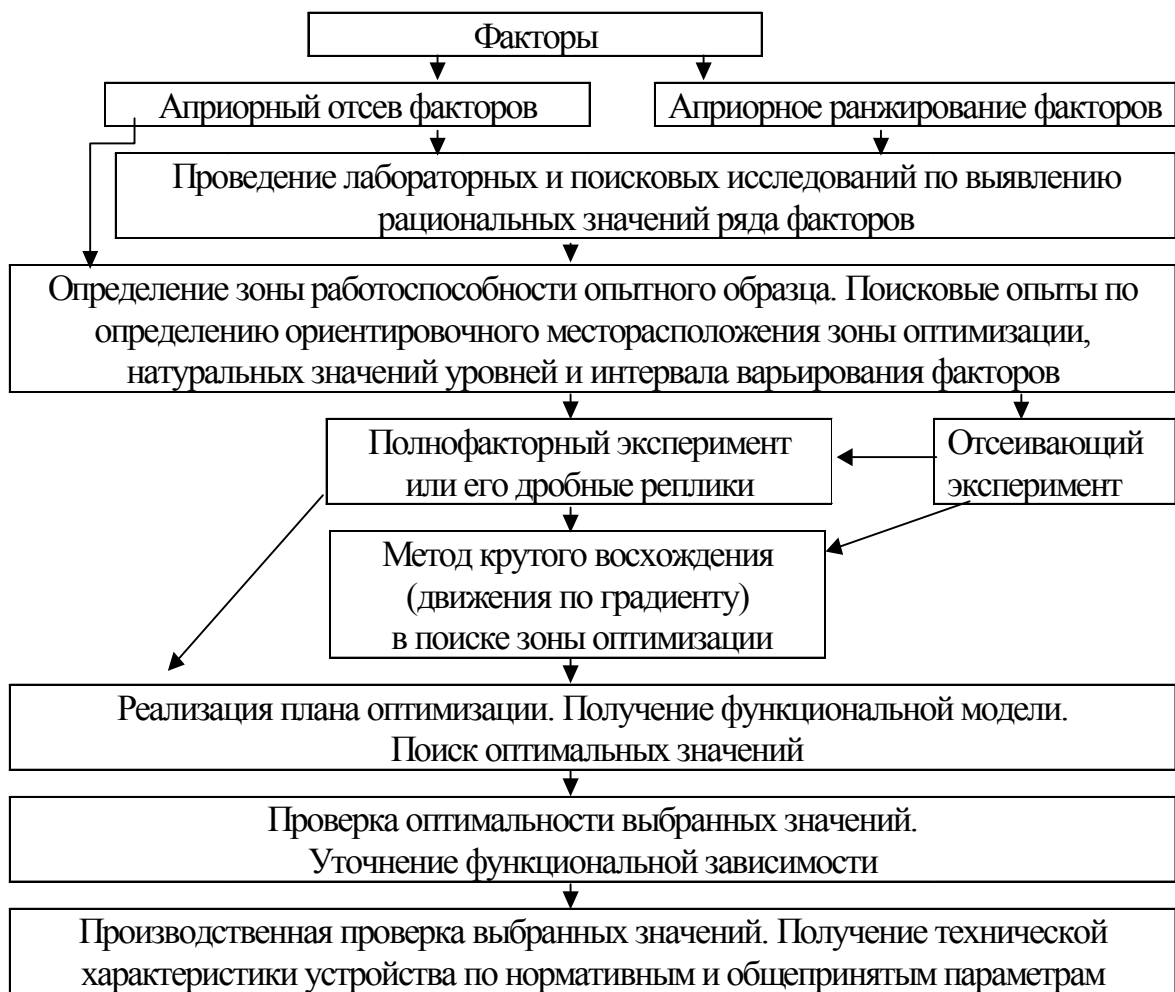 Факторы
Априорный отсев факторов
Априорное ранжирование факторов
Проведение лабораторных и поисковых исследований по выявлению
рациональных значений ряда факторов
Определение зоны работоспособности опытного образца. Поисковые опыты по
определению ориентировочного месторасположения зоны оптимизации,
натуральных значений уровней и интервала варьирования факторов
Полнофакторный эксперимент
или его дробные реплики
Отсеивающий
эксперимент
Метод крутого восхождения
(движения по градиенту)
в поиске зоны оптимизации
Реализация плана оптимизации. Получение функциональной модели.
Поиск оптимальных значений
Проверка оптимальности выбранных значений.
Уточнение функциональной зависимости
Производственная проверка выбранных значений. Получение технической
характеристики устройства по нормативным и общепринятым параметрам